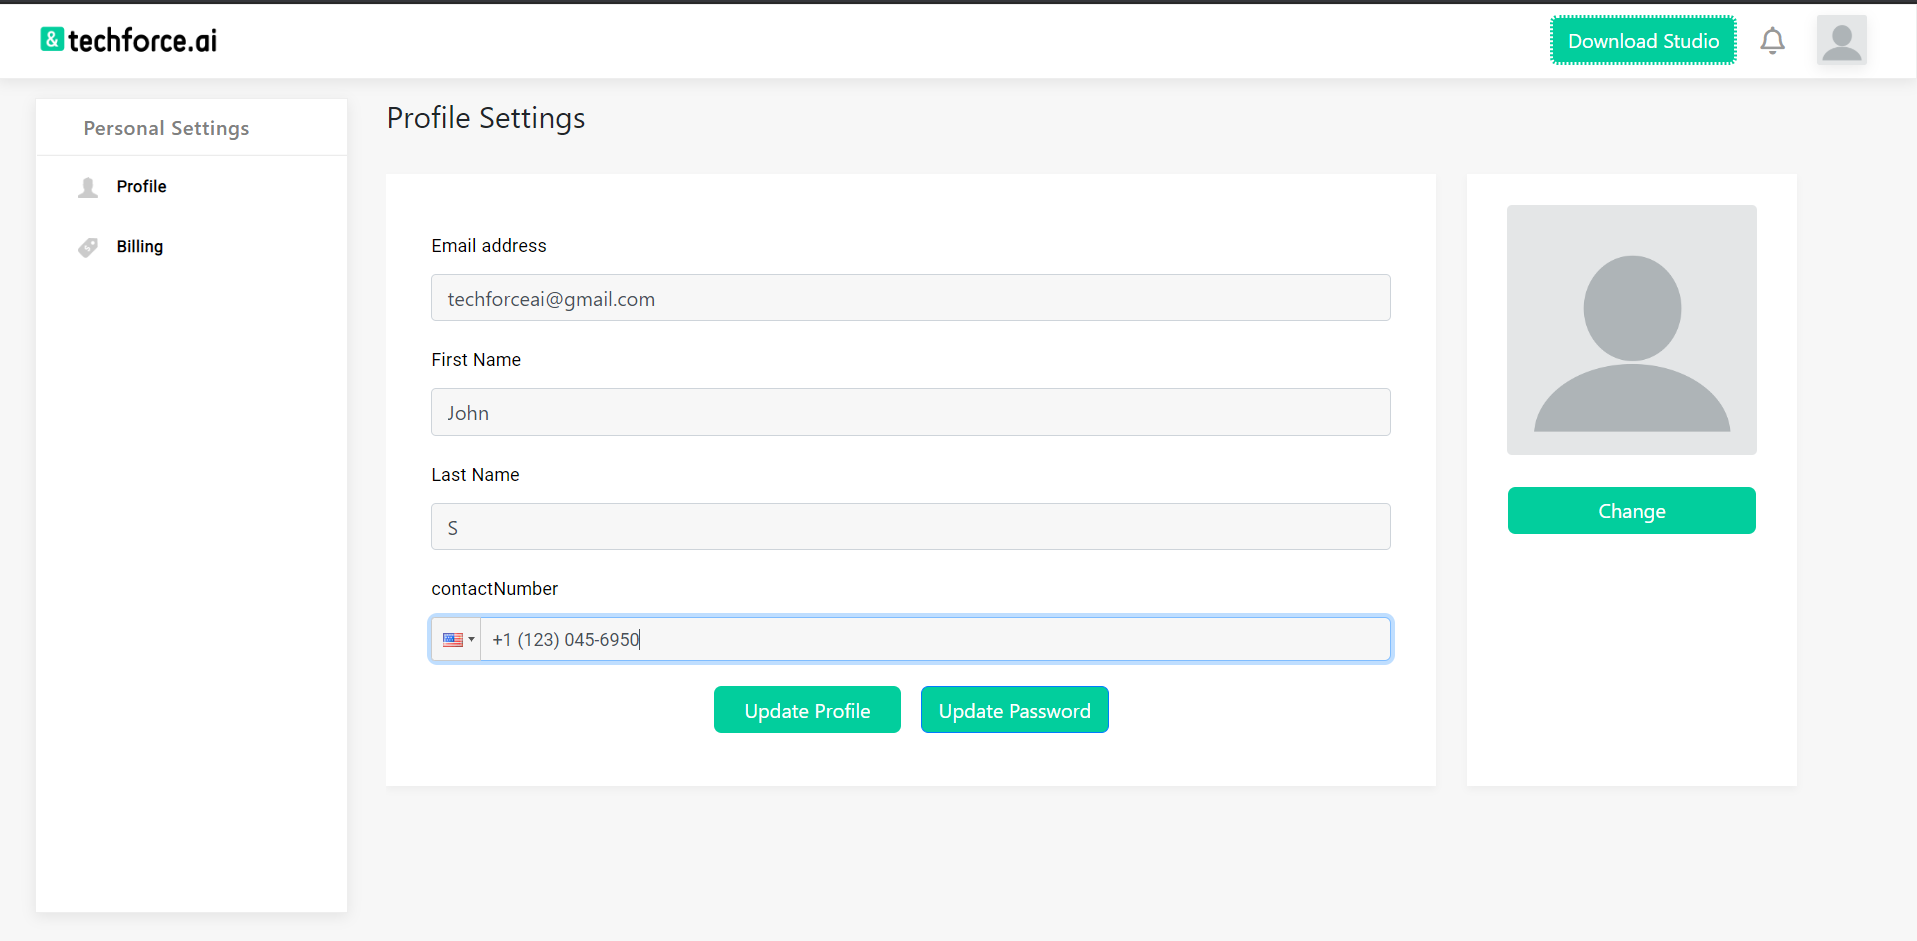 & techforce.ai
Download Studio
Personal Settings
Profile
Billing
Profile Settings
Email address
techforceai@gmail.com
First Name
John
Last Name
S
contactNumber
+1 (123) 045-6950
Update Profile
Update Password
Change